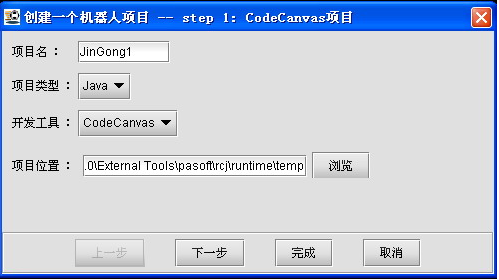 创建一个机器人项目 -- step 1: CodeCanvas项目
项目名： JinGong1
项目类型： Java
开发工具： CodeCanvas
项目位置： .0\External Tools\pasoft\rcj\runtime\temp 浏览
上一步 下一步 完成 取消